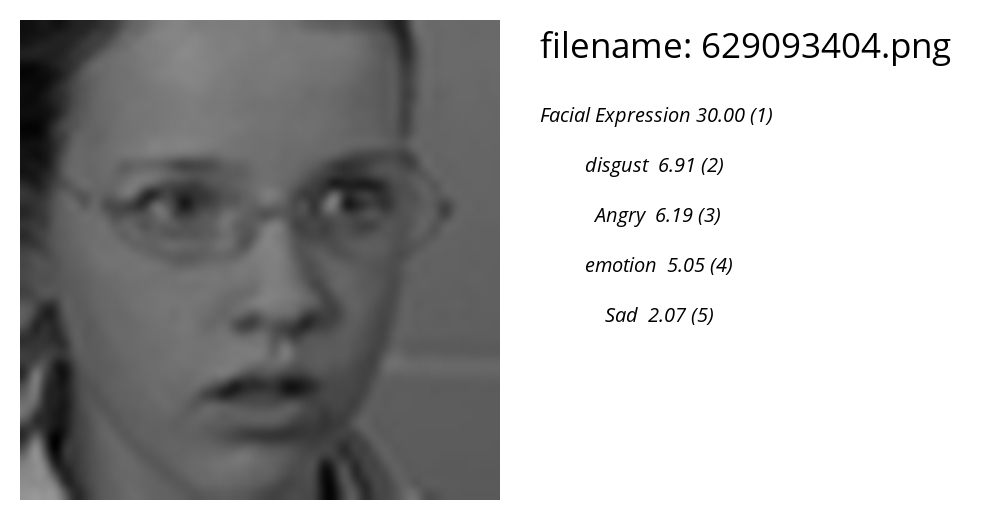 filename: 629093404.png
Facial Expression 30.00 (1)
disgust 6.91 (2)
Angry 6.19 (3)
emotion 5.05 (4)
Sad 2.07 (5)